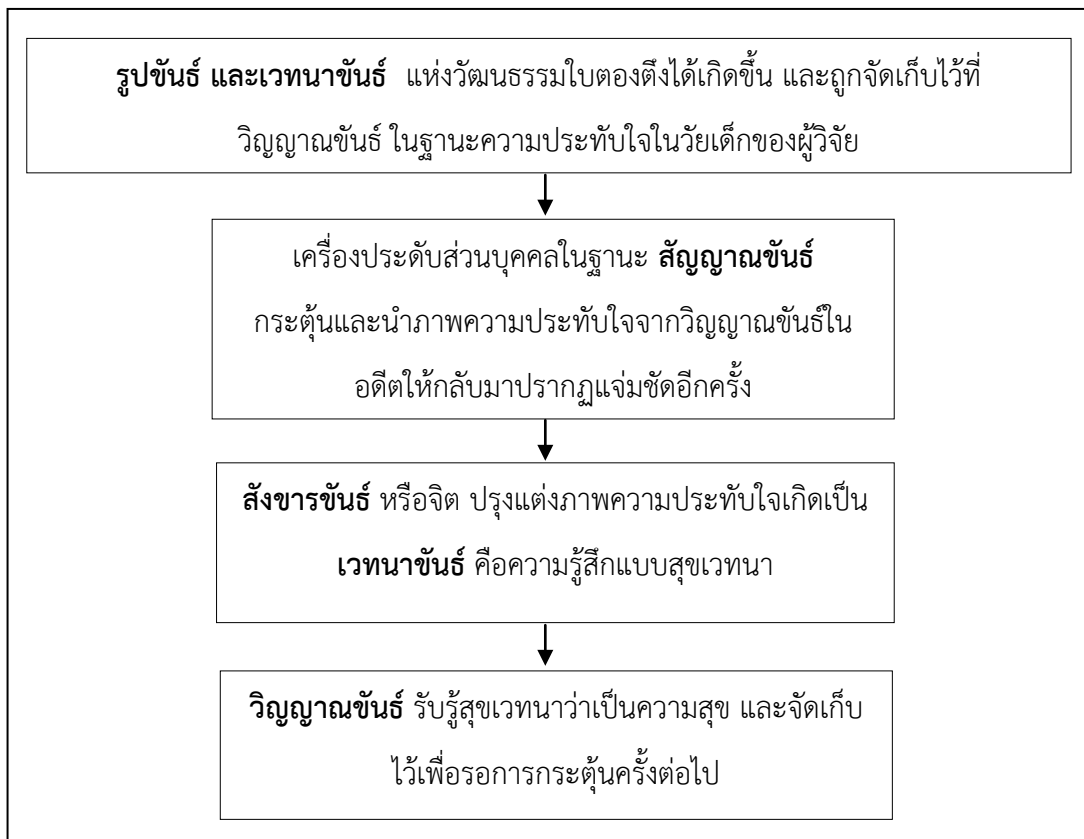 รูปขันธ์ และเวทนาขันธ์ แห่งวัฒนธรรมใบตองตึงได้เกิดขึ้น และถูกจัดเก็บไว้ที่
วิญญาณขันธ์ ในฐานะความประทับใจในวัยเด็กของผู้วิจัย
เครื่องประดับส่วนบุคคลในฐานะ สัญญาณขันธ์
กระตุ้นและนำภาพความประทับใจจากวิญญาณขันธ์ใน
อดีตให้กลับมาปรากฏแจ่มชัดอีกครั้ง
สังขารขันธ์ หรือจิต ปรุงแต่งภาพความประทับใจเกิดเป็น
เวทนาขันธ์ คือความรู้สึกแบบสุขเวทนา
วิญญาณขันธ์ รับรู้สุขเวทนาว่าเป็นความสุข และจัดเก็บ
ไว้เพื่อรอการกระตุ้นครั้งต่อไป